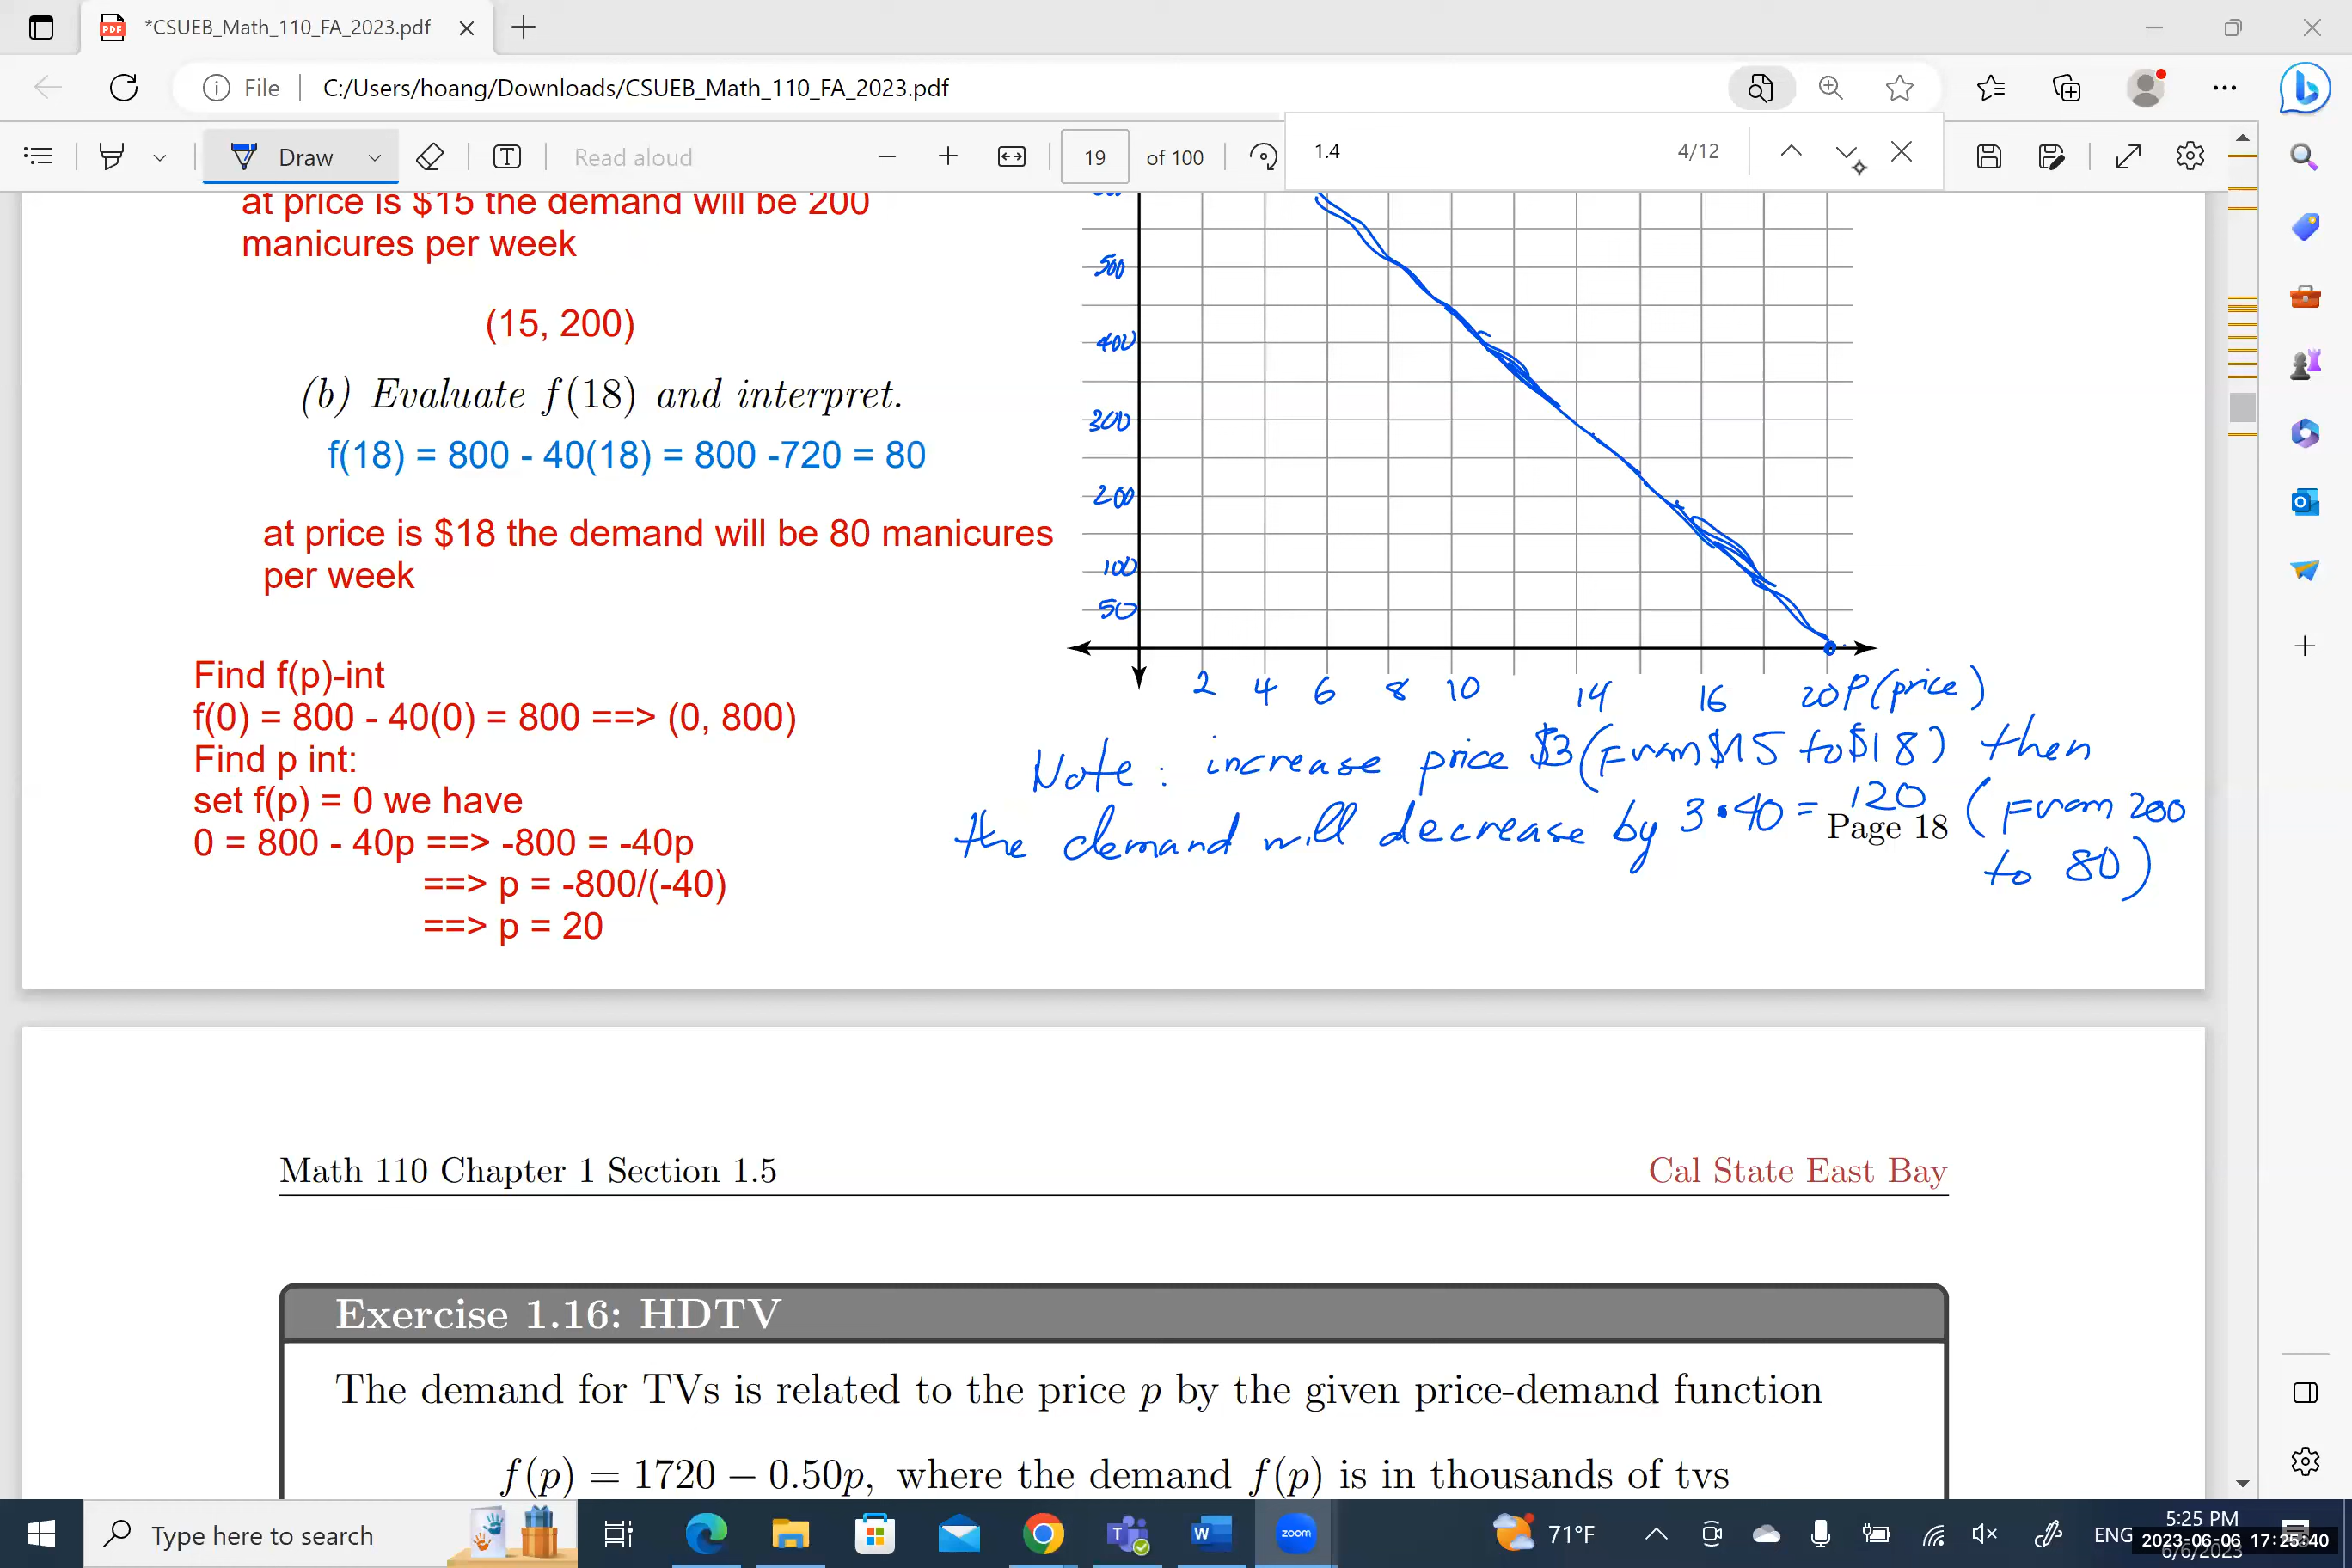 *CSUEB_Math_110_FA_2023.pdf
File
C:/Users/hoang/Downloads/CSUEB_Math_110_FA_2023.pdf
Draw
Read aloud
19 of 100
1.4
4/12
at price is $15 the demand will be 200
manicures per week
(15, 200)
(b) Evaluate f(18) and interpret.
f(18) = 800 - 40(18) = 800 -720 = 80
at price is $18 the demand will be 80 manicures
per week
Find f(p)-int
f(0) = 800 - 40(0) = 800 ==> (0, 800)
Find p int:
set f(p) = 0 we have
0 = 800 - 40p ==> -800 = -40p
==> p = -800/(-40)
==> p = 20
500
400
300
200
100
50
2 4 6 8 10 14 16 20 P (price)
Note : increase price $3 (From $15 to $18) then
the demand will decrease by 3•40 = 120 (From 200
to 80)
Page 18
Math 110 Chapter 1 Section 1.5
Cal State East Bay
Exercise 1.16: HDTV
The demand for TVs is related to the price p by the given price-demand function
f(p) = 1720 − 0.50p, where the demand f(p) is in thousands of tvs
Type here to search
zoom
71°F
ENG
5:25 PM
2023-06-06 17:25:40
6/6/2023